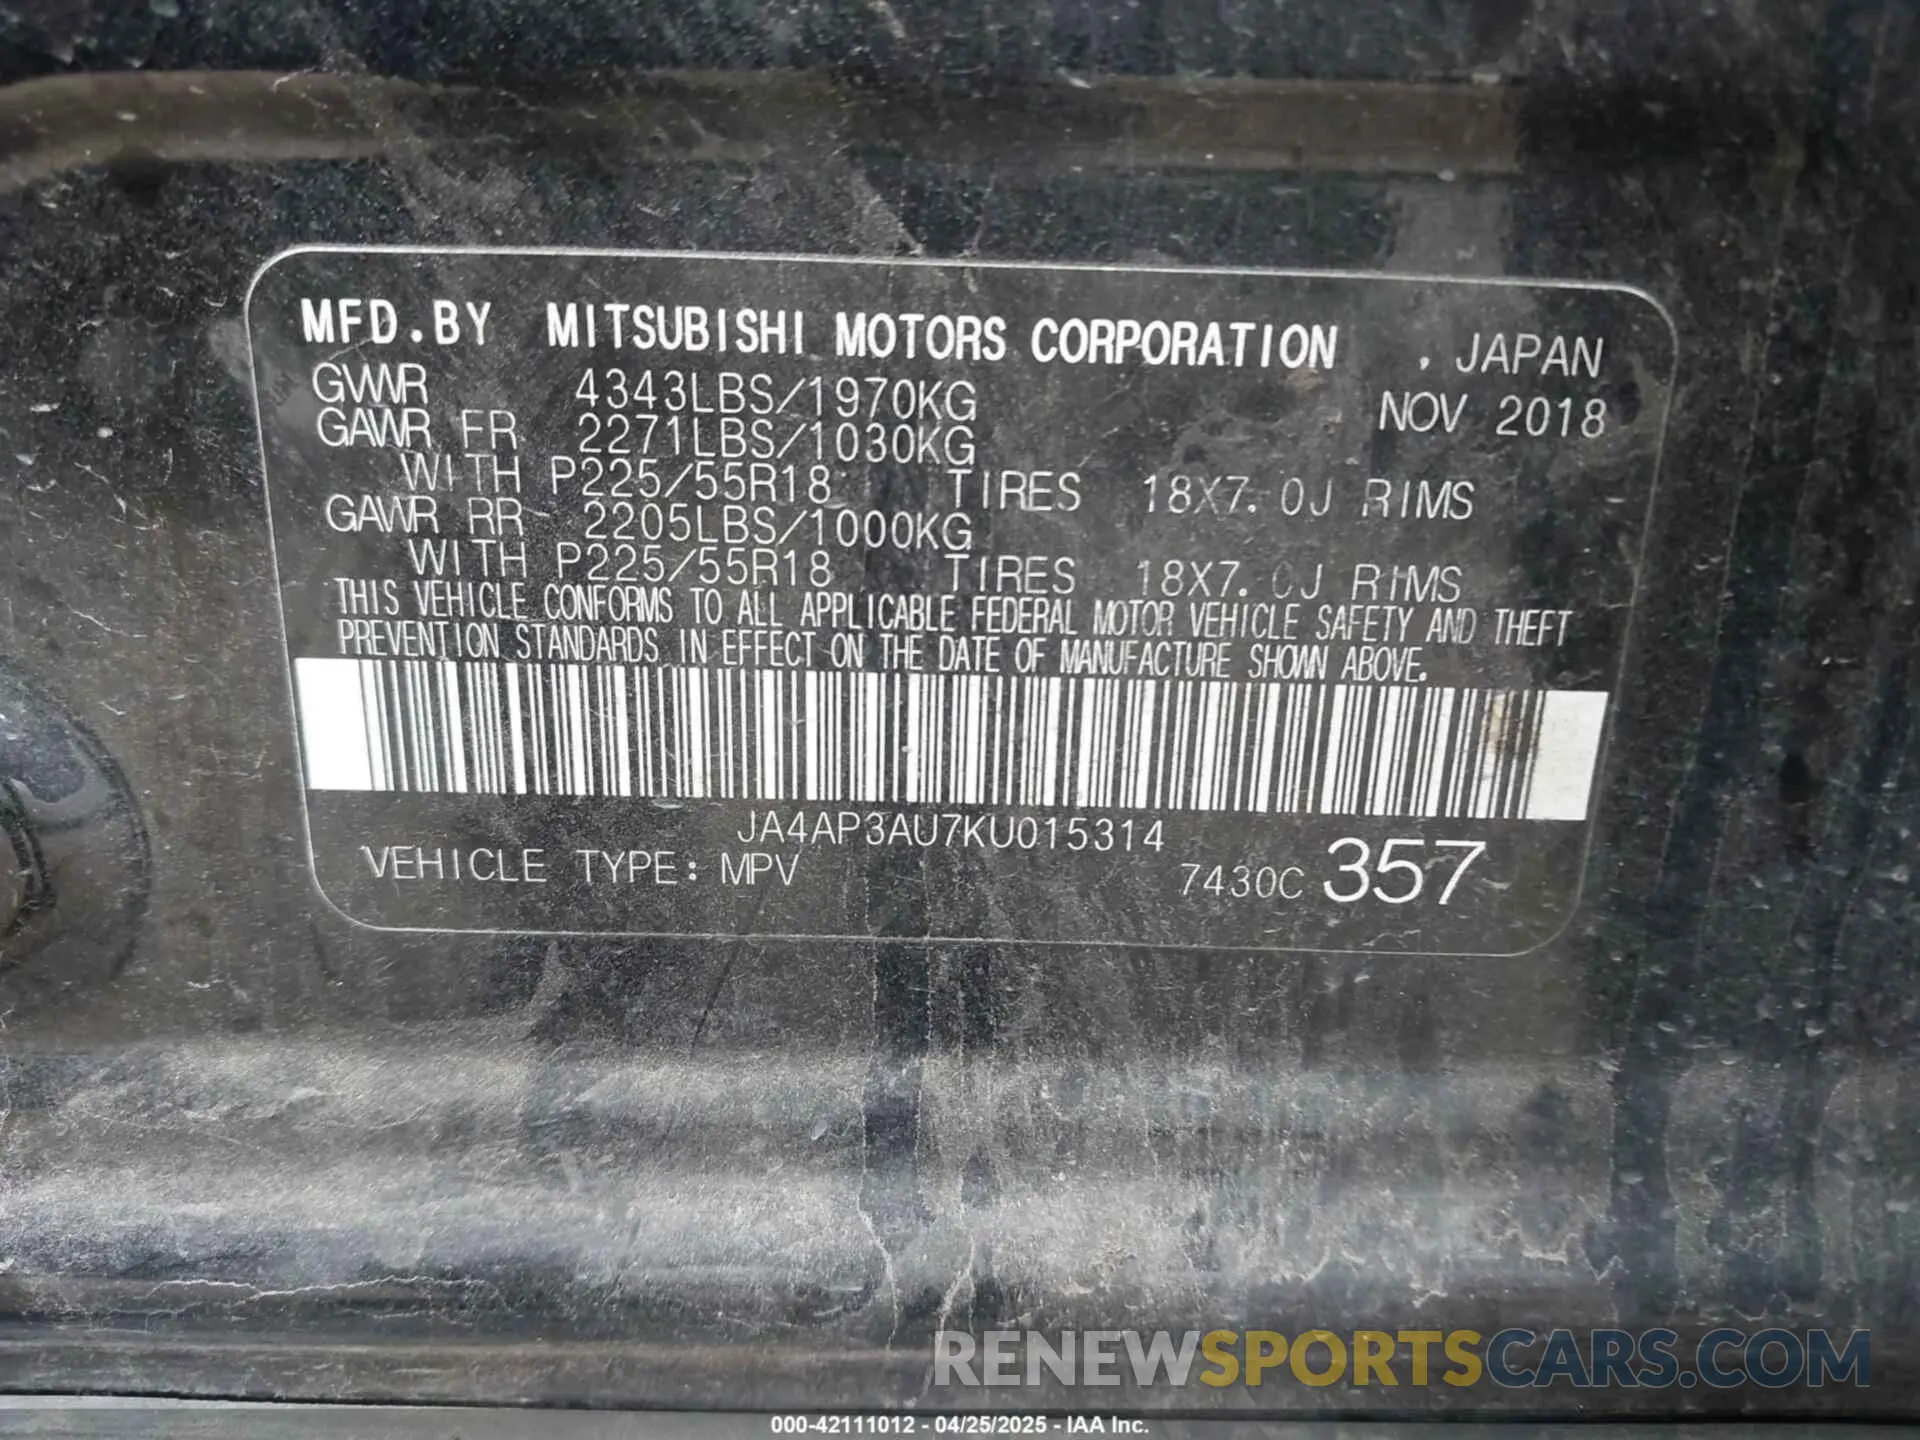 MFD.BY MITSUBISHI MOTORS CORPORATION , JAPAN
GVWR 4343LBS/1970KG NOV 2018
GAWR FR 2271LBS/1030KG
WITH P225/55R18 TIRES 18X7.0J RIMS
GAWR RR 2205LBS/1000KG
WITH P225/55R18 TIRES 18X7.0J RIMS
THIS VEHICLE CONFORMS TO ALL APPLICABLE FEDERAL MOTOR VEHICLE SAFETY AND THEFT
PREVENTION STANDARDS IN EFFECT ON THE DATE OF MANUFACTURE SHOWN ABOVE.
JA4AP3AU7KU015314
VEHICLE TYPE: MPV 7430C 357
RENEWSPORTSCARS.COM
000-42111012 - 04/25/2025 - IAA Inc.